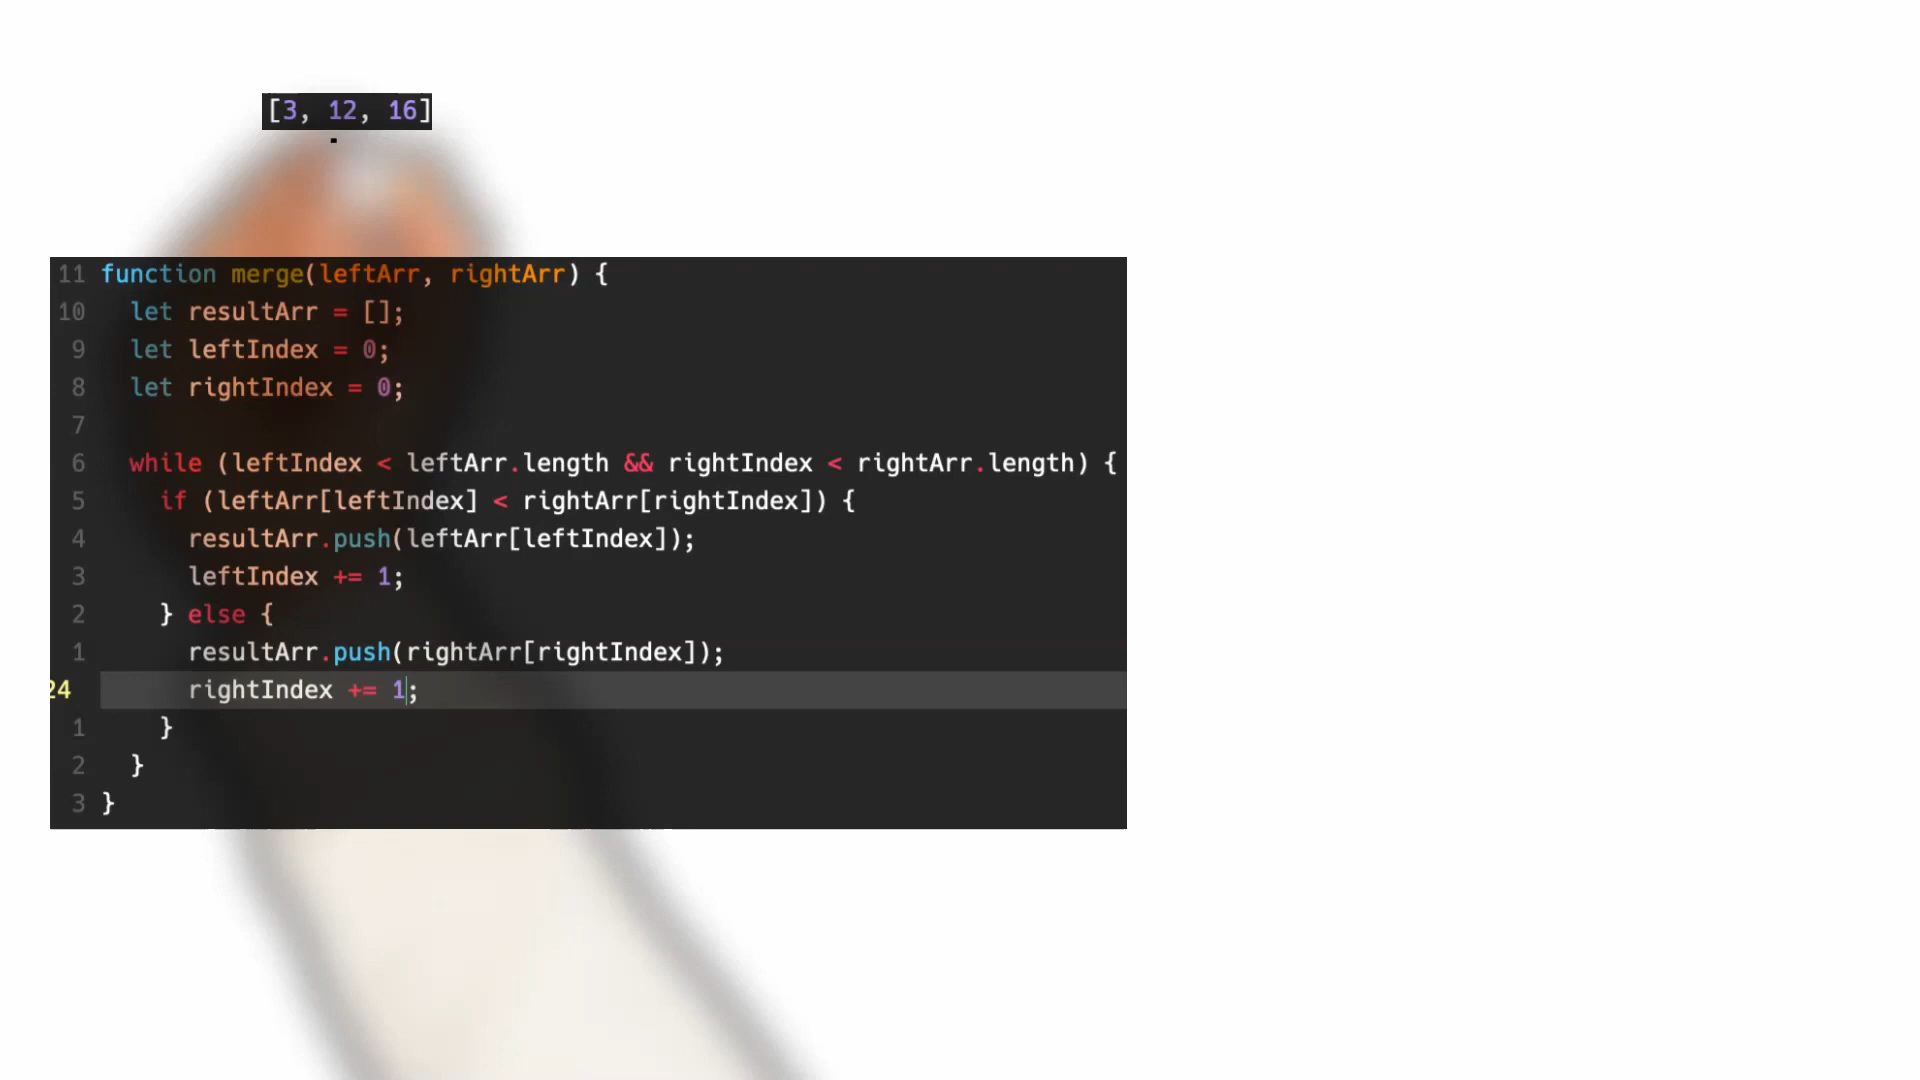 [3, 12, 16]
11 function merge(leftArr, rightArr) {
10 let resultArr = [];
9 let leftIndex = 0;
8 let rightIndex = 0;
7
6 while (leftIndex < leftArr.length && rightIndex < rightArr.length) {
5 if (leftArr[leftIndex] < rightArr[rightIndex]) {
4 resultArr.push(leftArr[leftIndex]);
3 leftIndex += 1;
2 } else {
1 resultArr.push(rightArr[rightIndex]);
24 rightIndex += 1;
1 }
2 }
3 }